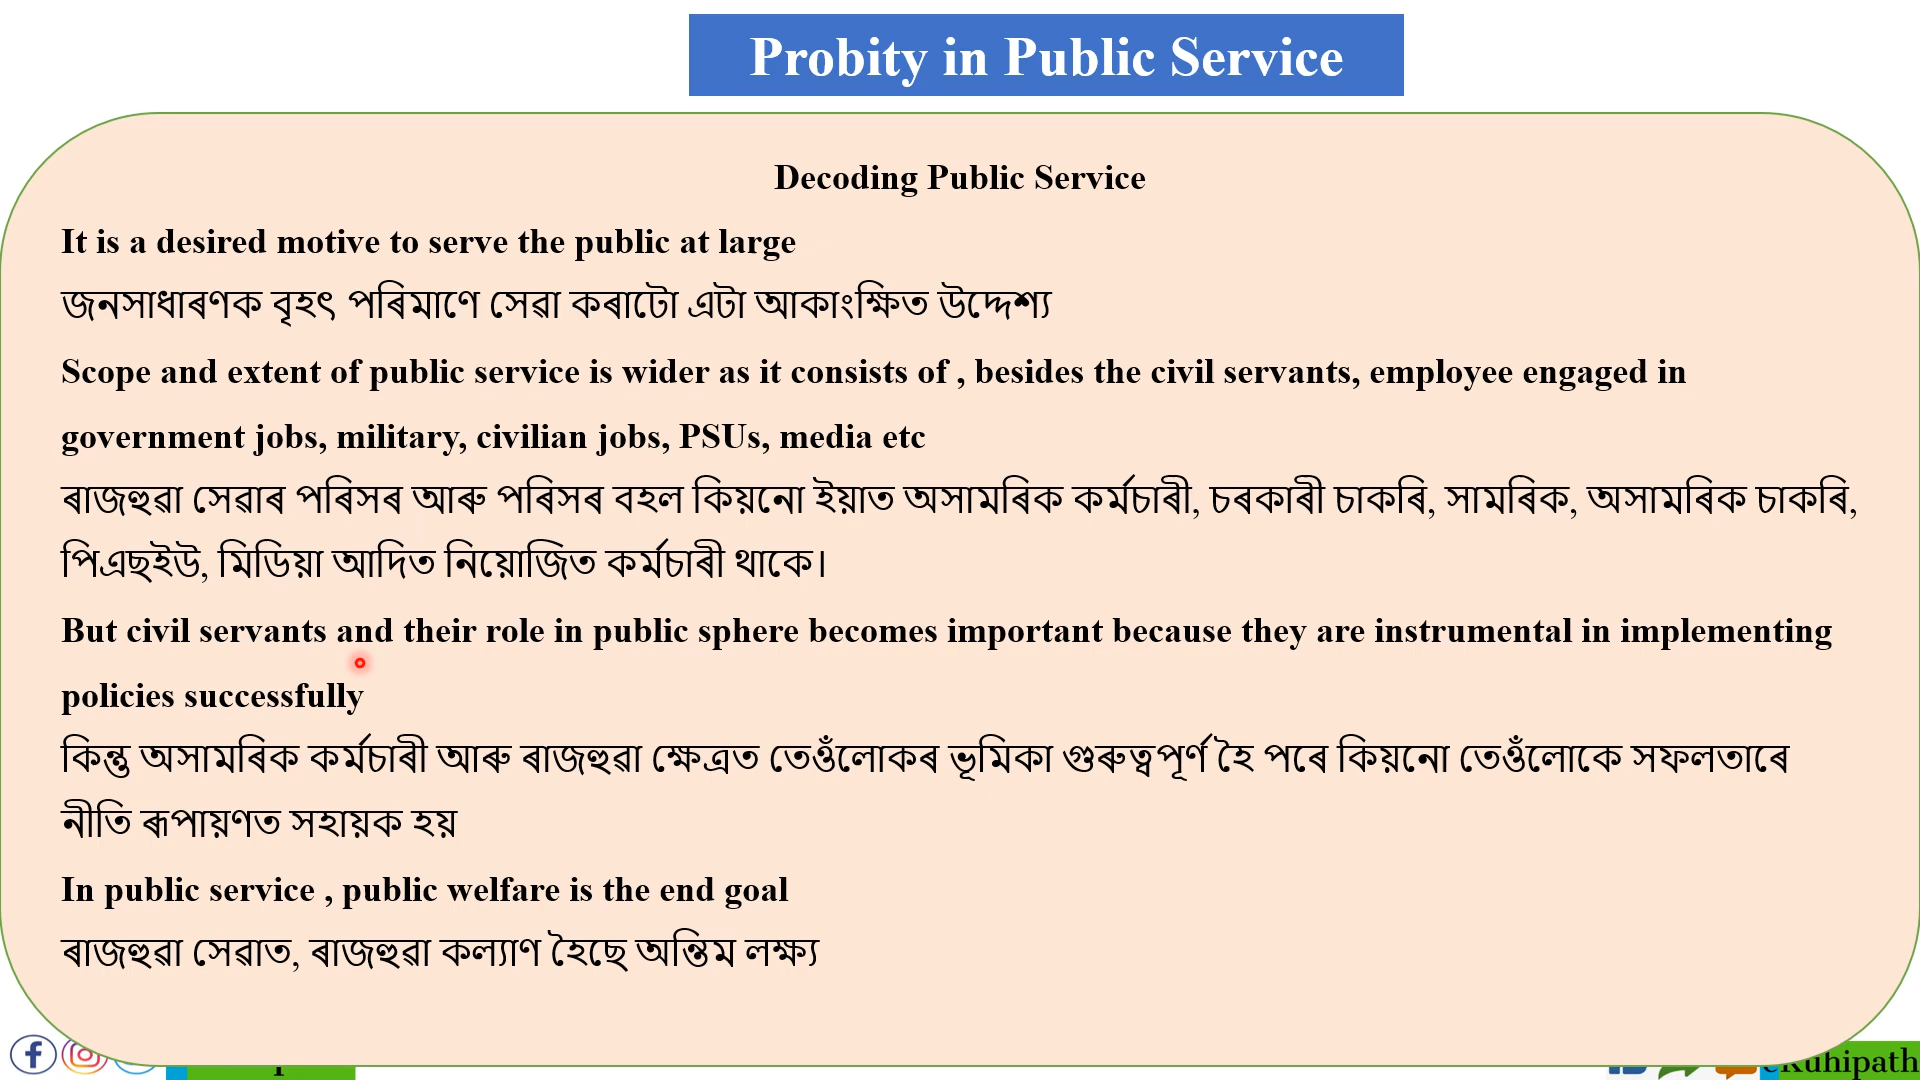 Probity in Public Service
Decoding Public Service
It is a desired motive to serve the public at large
জনসাধাৰণক বৃহৎ পৰিমাণে সেৱা কৰাটো এটা আকাংক্ষিত উদ্দেশ্য
Scope and extent of public service is wider as it consists of , besides the civil servants, employee engaged in
government jobs, military, civilian jobs, PSUs, media etc
ৰাজহুৱা সেৱাৰ পৰিসৰ আৰু পৰিসৰ বহল কিয়নো ইয়াত অসামৰিক কৰ্মচাৰী, চৰকাৰী চাকৰি, সামৰিক, অসামৰিক চাকৰি,
পিএছইউ, মিডিয়া আদিত নিয়োজিত কৰ্মচাৰী থাকে।
But civil servants and their role in public sphere becomes important because they are instrumental in implementing
policies successfully
কিন্তু অসামৰিক কৰ্মচাৰী আৰু ৰাজহুৱা ক্ষেত্ৰত তেওঁলোকৰ ভূমিকা গুৰুত্বপূৰ্ণ হৈ পৰে কিয়নো তেওঁলোকে সফলতাৰে
নীতি ৰূপায়ণত সহায়ক হয়
In public service , public welfare is the end goal
ৰাজহুৱা সেৱাত, ৰাজহুৱা কল্যাণ হৈছে অন্তিম লক্ষ্য
eKuhipath